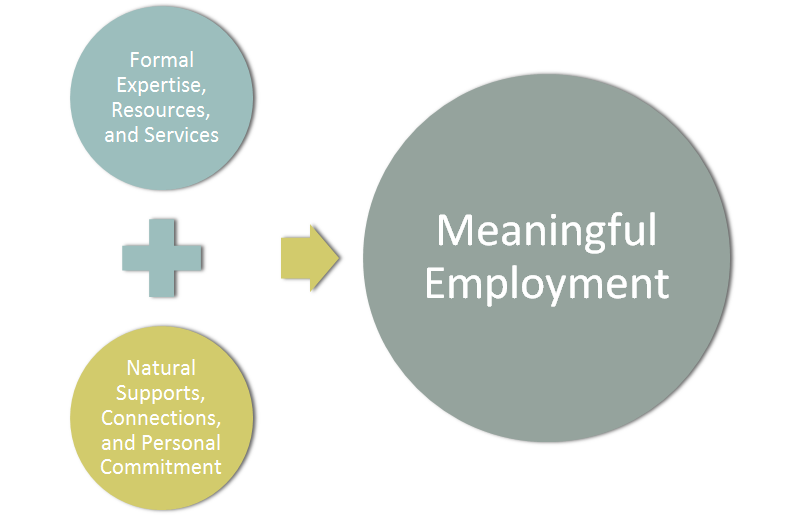 Formal
Expertise,
Resources,
and Services
Natural
Supports,
Connections,
and Personal
Commitment
Meaningful
Employment